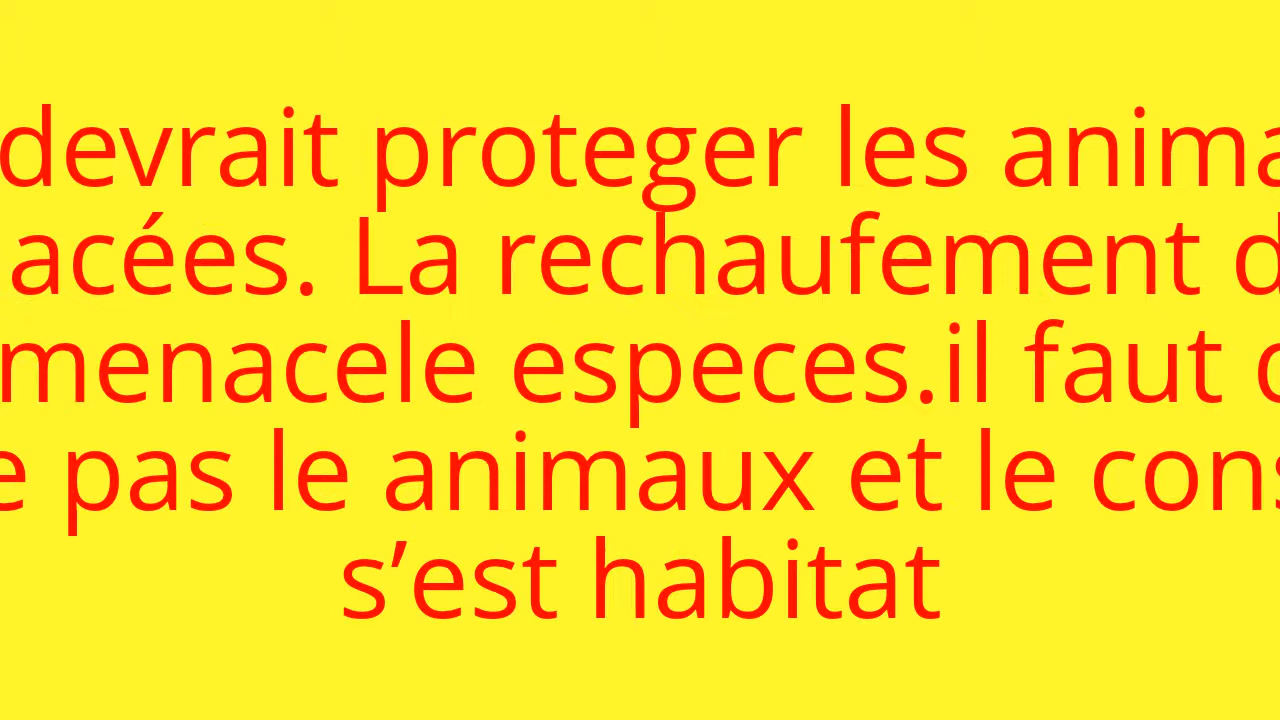 devrait proteger les anima
acées. La rechaufement d
menacele especes.il faut
e pas le animaux et le cons
s’est habitat